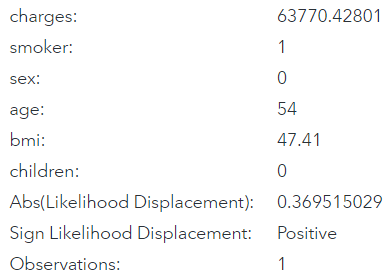 charges: 63770.42801
smoker: 1
sex: 0
age: 54
bmi: 47.41
children: 0
Abs(Likelihood Displacement): 0.369515029
Sign Likelihood Displacement: Positive
Observations: 1